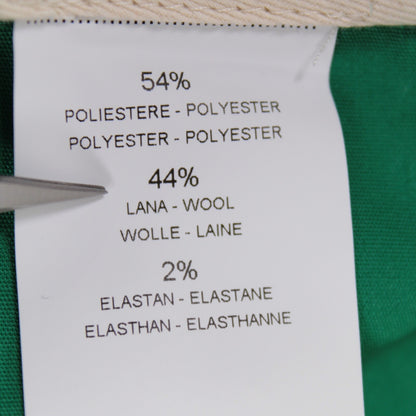 54%
POLIESTERE - POLYESTER
POLYESTER - POLYESTER
44%
LANA - WOOL
WOLLE - LAINE
2%
ELASTAN - ELASTANE
ELASTHAN - ELASTHANNE